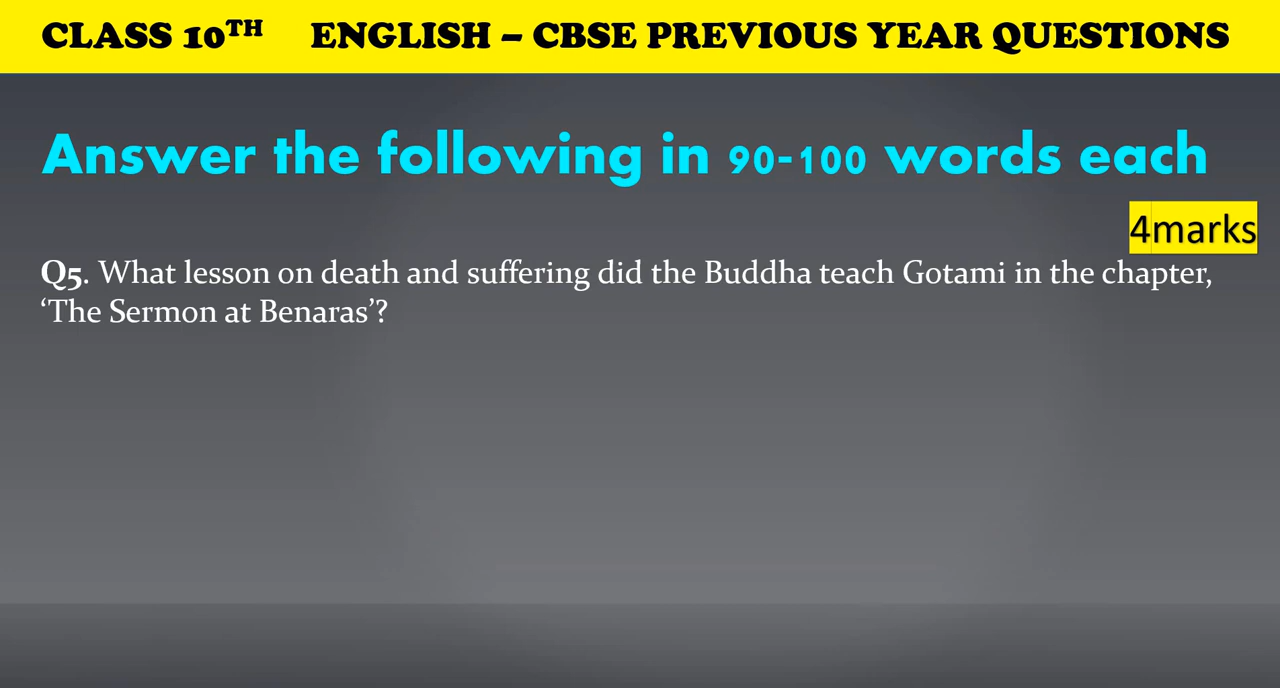 CLASS 10TH ENGLISH – CBSE PREVIOUS YEAR QUESTIONS
Answer the following in 90-100 words each
4marks
Q5. What lesson on death and suffering did the Buddha teach Gotami in the chapter,
‘The Sermon at Benaras’?